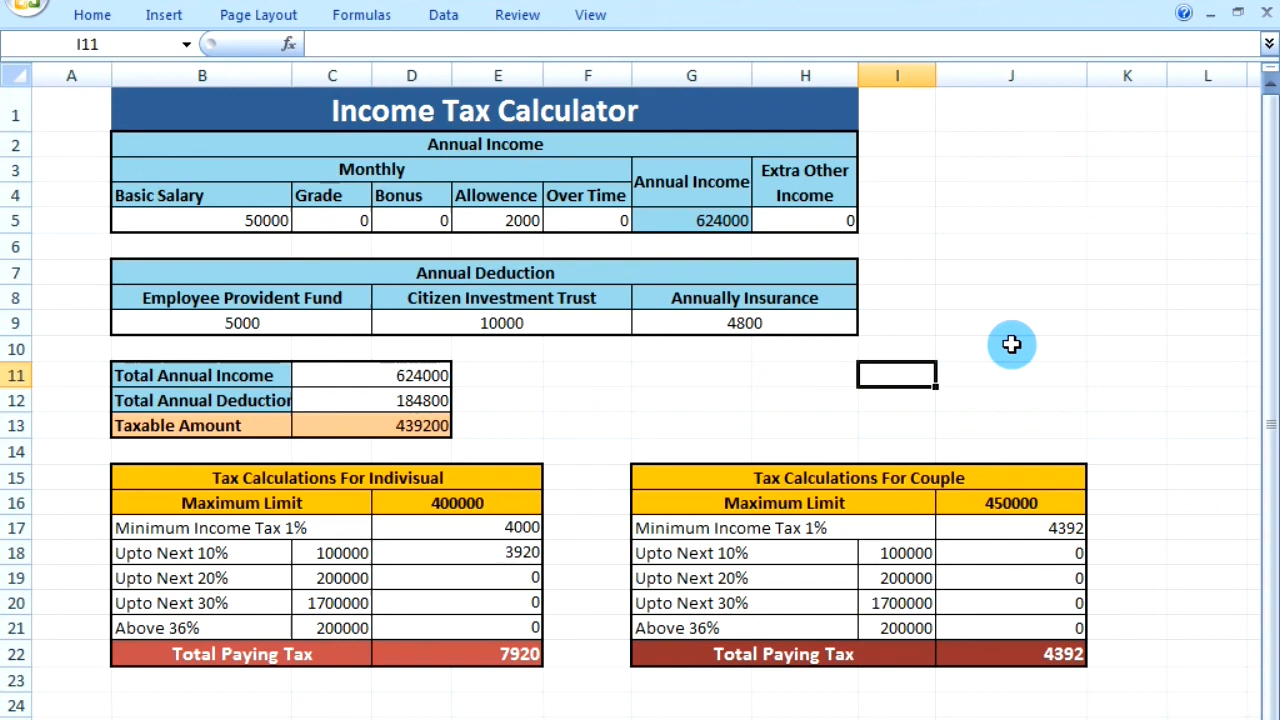 Home Insert Page Layout Formulas Data Review View
I11 fx
A B C D E F G H I J K L
1 Income Tax Calculator
2 Annual Income
3 Monthly Annual Income Extra Other Income
4 Basic Salary Grade Bonus Allowence Over Time
5 50000 0 0 2000 0 624000 0
6
7 Annual Deduction
8 Employee Provident Fund Citizen Investment Trust Annually Insurance
9 5000 10000 4800
10
11 Total Annual Income 624000
12 Total Annual Deduction 184800
13 Taxable Amount 439200
14
15 Tax Calculations For Indivisual Tax Calculations For Couple
16 Maximum Limit 400000 Maximum Limit 450000
17 Minimum Income Tax 1% 4000 Minimum Income Tax 1% 4392
18 Upto Next 10% 100000 3920 Upto Next 10% 100000 0
19 Upto Next 20% 200000 0 Upto Next 20% 200000 0
20 Upto Next 30% 1700000 0 Upto Next 30% 1700000 0
21 Above 36% 200000 0 Above 36% 200000 0
22 Total Paying Tax 7920 Total Paying Tax 4392
23
24